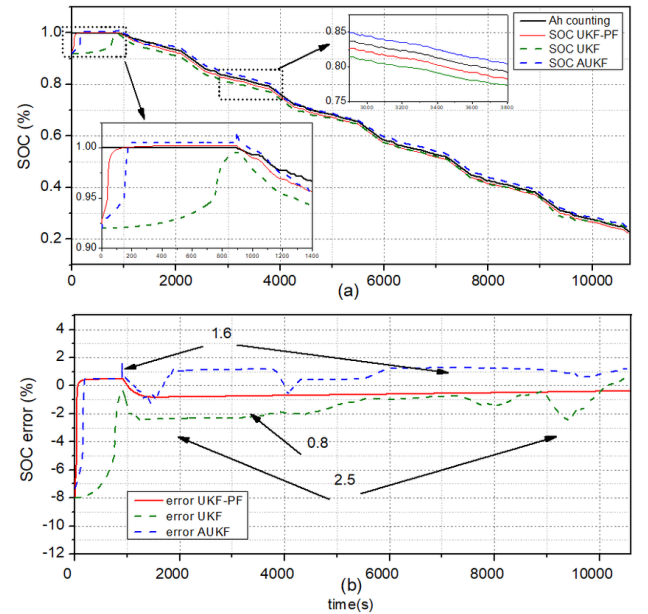 1.0
0.8
0.6
0.4
0.2
SOC (%)
0 2000 4000 6000 8000 10000
(a)
Ah counting
SOC UKF-PF
SOC UKF
SOC AUKF
0.85
0.80
0.75
3000 3200 3400 3600 3800
1.00
0.95
0.90
0 200 400 600 800 1000 1200 1400
4
2
0
-2
-4
-6
-8
-10
-12
SOC error (%)
1.6
0.8
2.5
error UKF-PF
error UKF
error AUKF
0 2000 4000 6000 8000 10000
(b)
time(s)